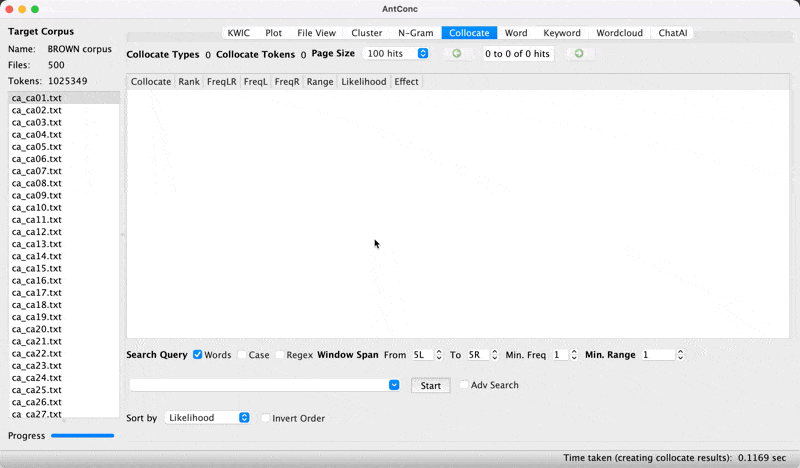 AntConc
Target Corpus
Name: BROWN corpus
Files: 500
Tokens: 1025349
ca_ca01.txt
ca_ca02.txt
ca_ca03.txt
ca_ca04.txt
ca_ca05.txt
ca_ca06.txt
ca_ca07.txt
ca_ca08.txt
ca_ca09.txt
ca_ca10.txt
ca_ca11.txt
ca_ca12.txt
ca_ca13.txt
ca_ca14.txt
ca_ca15.txt
ca_ca16.txt
ca_ca17.txt
ca_ca18.txt
ca_ca19.txt
ca_ca20.txt
ca_ca21.txt
ca_ca22.txt
ca_ca23.txt
ca_ca24.txt
ca_ca25.txt
ca_ca26.txt
ca_ca27.txt
Progress
KWIC Plot File View Cluster N-Gram Collocate Word Keyword Wordcloud ChatAI
Collocate Types 0 Collocate Tokens 0 Page Size 100 hits 0 to 0 of 0 hits
Collocate Rank FreqLR FreqL FreqR Range Likelihood Effect
Search Query Words Case Regex Window Span From 5L To 5R Min. Freq 1 Min. Range 1
Start Adv Search
Sort by Likelihood Invert Order
Time taken (creating collocate results): 0.1169 sec